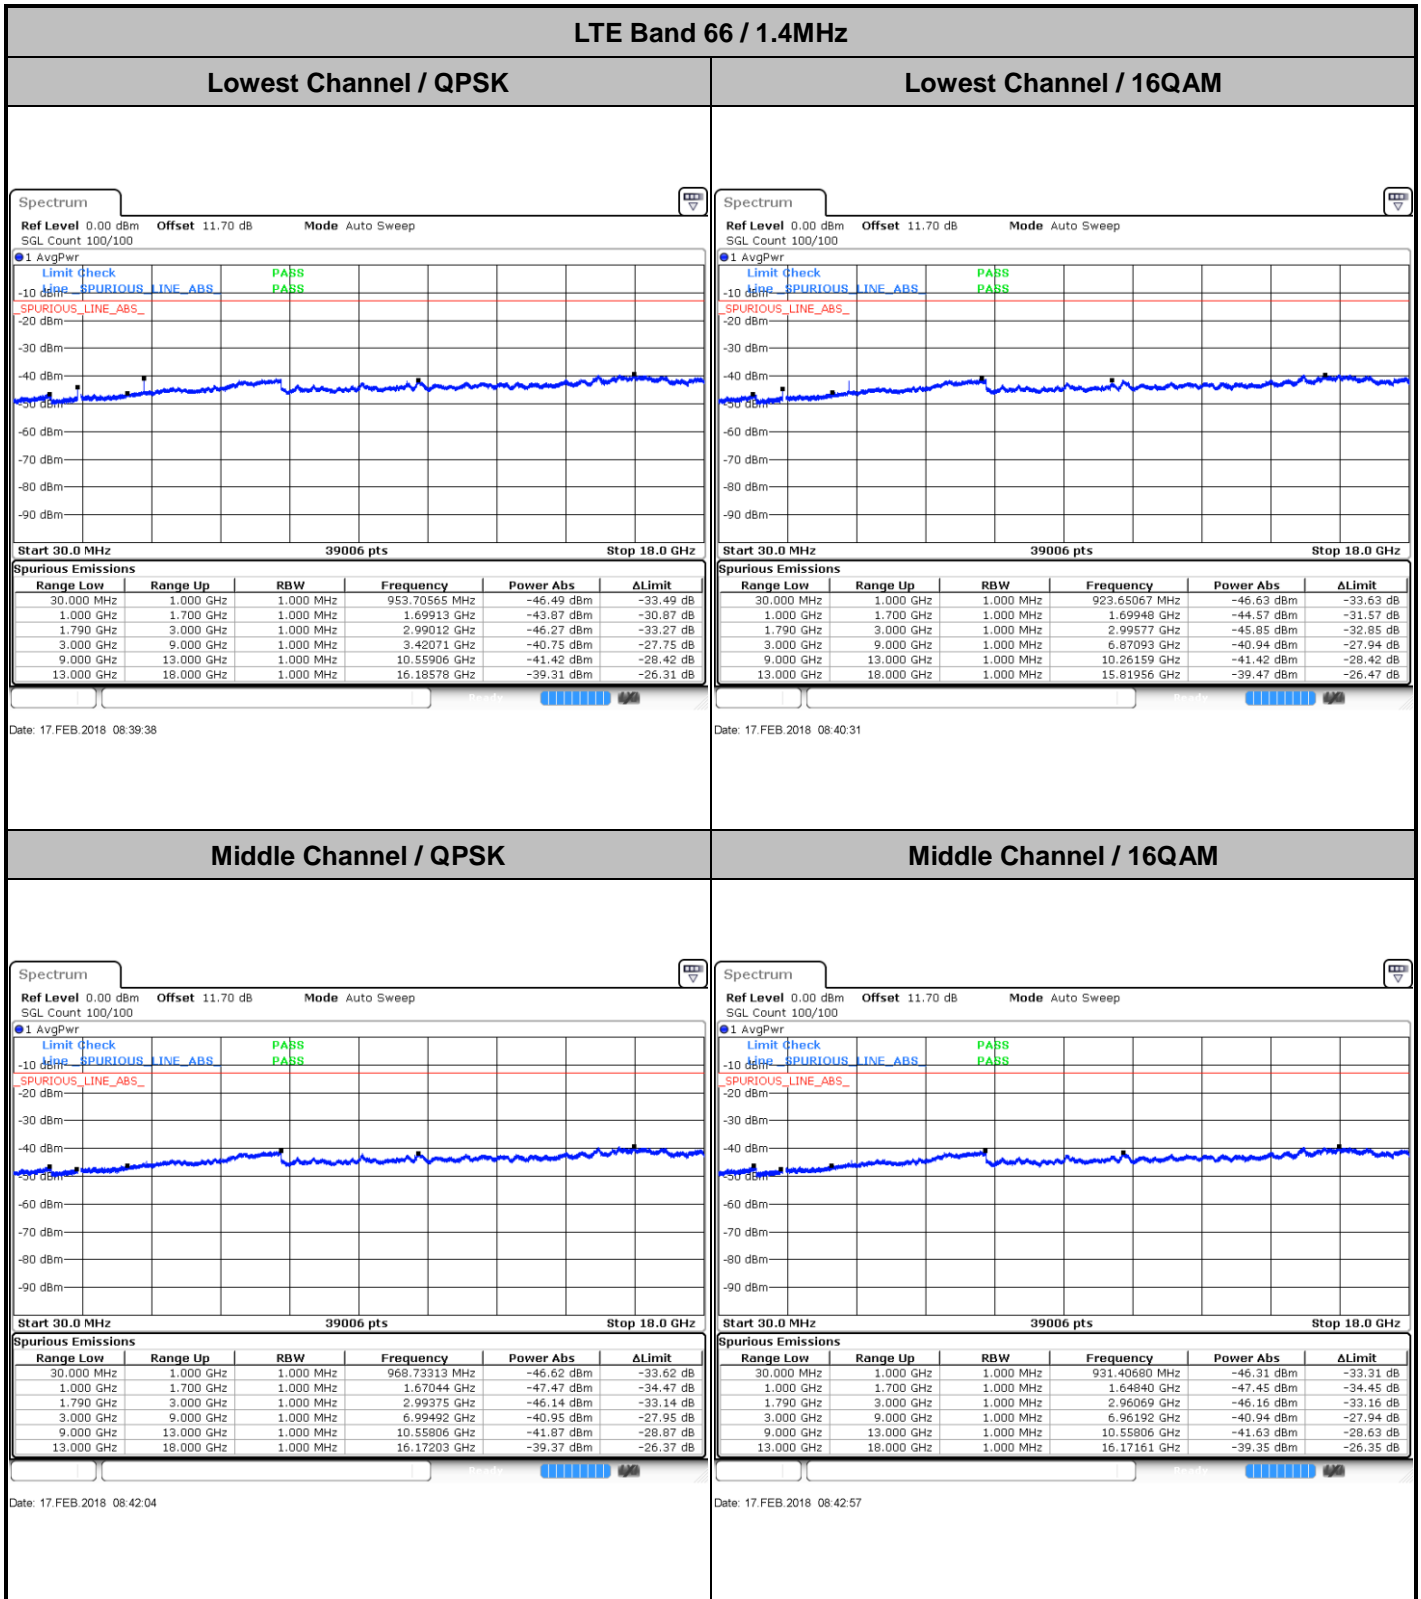 LTE Band 66 / 1.4MHz
Lowest Channel / QPSK
Lowest Channel / 16QAM
Spectrum
Ref Level 0.00 dBm Offset 11.70 dB Mode Auto Sweep
SGL Count 100/100
1 AvgPwr
Limit Check PASS
Line _SPURIOUS_LINE_ABS_ PASS
-10 dBm
_SPURIOUS_LINE_ABS_
-20 dBm
-30 dBm
-40 dBm
-50 dBm
-60 dBm
-70 dBm
-80 dBm
-90 dBm
Start 30.0 MHz 39006 pts Stop 18.0 GHz
Spurious Emissions
Range Low Range Up RBW Frequency Power Abs ΔLimit
30.000 MHz 1.000 GHz 1.000 MHz 953.70565 MHz -46.49 dBm -33.49 dB
1.000 GHz 1.700 GHz 1.000 MHz 1.69913 GHz -43.87 dBm -30.87 dB
1.790 GHz 3.000 GHz 1.000 MHz 2.99012 GHz -46.27 dBm -33.27 dB
3.000 GHz 9.000 GHz 1.000 MHz 3.42071 GHz -40.75 dBm -27.75 dB
9.000 GHz 13.000 GHz 1.000 MHz 10.55906 GHz -41.42 dBm -28.42 dB
13.000 GHz 18.000 GHz 1.000 MHz 16.18578 GHz -39.31 dBm -26.31 dB
Date: 17.FEB.2018 08:39:38
Spectrum
Ref Level 0.00 dBm Offset 11.70 dB Mode Auto Sweep
SGL Count 100/100
1 AvgPwr
Limit Check PASS
Line _SPURIOUS_LINE_ABS_ PASS
-10 dBm
_SPURIOUS_LINE_ABS_
-20 dBm
-30 dBm
-40 dBm
-50 dBm
-60 dBm
-70 dBm
-80 dBm
-90 dBm
Start 30.0 MHz 39006 pts Stop 18.0 GHz
Spurious Emissions
Range Low Range Up RBW Frequency Power Abs ΔLimit
30.000 MHz 1.000 GHz 1.000 MHz 923.65067 MHz -46.63 dBm -33.63 dB
1.000 GHz 1.700 GHz 1.000 MHz 1.69948 GHz -44.57 dBm -31.57 dB
1.790 GHz 3.000 GHz 1.000 MHz 2.99577 GHz -45.85 dBm -32.85 dB
3.000 GHz 9.000 GHz 1.000 MHz 6.87093 GHz -40.94 dBm -27.94 dB
9.000 GHz 13.000 GHz 1.000 MHz 10.26159 GHz -41.42 dBm -28.42 dB
13.000 GHz 18.000 GHz 1.000 MHz 15.81956 GHz -39.47 dBm -26.47 dB
Ready
Date: 17.FEB.2018 08:40:31
Middle Channel / QPSK
Middle Channel / 16QAM
Spectrum
Ref Level 0.00 dBm Offset 11.70 dB Mode Auto Sweep
SGL Count 100/100
1 AvgPwr
Limit Check PASS
Line _SPURIOUS_LINE_ABS_ PASS
-10 dBm
_SPURIOUS_LINE_ABS_
-20 dBm
-30 dBm
-40 dBm
-50 dBm
-60 dBm
-70 dBm
-80 dBm
-90 dBm
Start 30.0 MHz 39006 pts Stop 18.0 GHz
Spurious Emissions
Range Low Range Up RBW Frequency Power Abs ΔLimit
30.000 MHz 1.000 GHz 1.000 MHz 968.73313 MHz -46.62 dBm -33.62 dB
1.000 GHz 1.700 GHz 1.000 MHz 1.67044 GHz -47.47 dBm -34.47 dB
1.790 GHz 3.000 GHz 1.000 MHz 2.99375 GHz -46.14 dBm -33.14 dB
3.000 GHz 9.000 GHz 1.000 MHz 6.99492 GHz -40.95 dBm -27.95 dB
9.000 GHz 13.000 GHz 1.000 MHz 10.55806 GHz -41.87 dBm -28.87 dB
13.000 GHz 18.000 GHz 1.000 MHz 16.17203 GHz -39.37 dBm -26.37 dB
Ready
Date: 17.FEB.2018 08:42:04
Spectrum
Ref Level 0.00 dBm Offset 11.70 dB Mode Auto Sweep
SGL Count 100/100
1 AvgPwr
Limit Check PASS
Line _SPURIOUS_LINE_ABS_ PASS
-10 dBm
_SPURIOUS_LINE_ABS_
-20 dBm
-30 dBm
-40 dBm
-50 dBm
-60 dBm
-70 dBm
-80 dBm
-90 dBm
Start 30.0 MHz 39006 pts Stop 18.0 GHz
Spurious Emissions
Range Low Range Up RBW Frequency Power Abs ΔLimit
30.000 MHz 1.000 GHz 1.000 MHz 931.40680 MHz -46.31 dBm -33.31 dB
1.000 GHz 1.700 GHz 1.000 MHz 1.64840 GHz -47.45 dBm -34.45 dB
1.790 GHz 3.000 GHz 1.000 MHz 2.96069 GHz -46.16 dBm -33.16 dB
3.000 GHz 9.000 GHz 1.000 MHz 6.96192 GHz -40.94 dBm -27.94 dB
9.000 GHz 13.000 GHz 1.000 MHz 10.55806 GHz -41.63 dBm -28.63 dB
13.000 GHz 18.000 GHz 1.000 MHz 16.17161 GHz -39.35 dBm -26.35 dB
Date: 17.FEB.2018 08:42:57